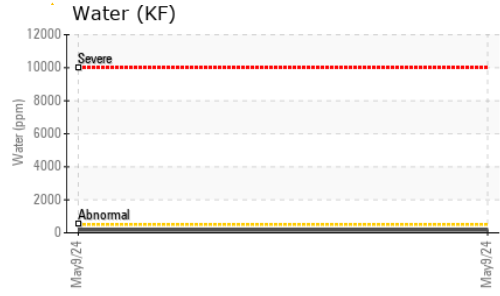 Water (KF)
12000
10000
8000
6000
4000
2000
0
Water (ppm)
Severe
Abnormal
May9/24
May9/24